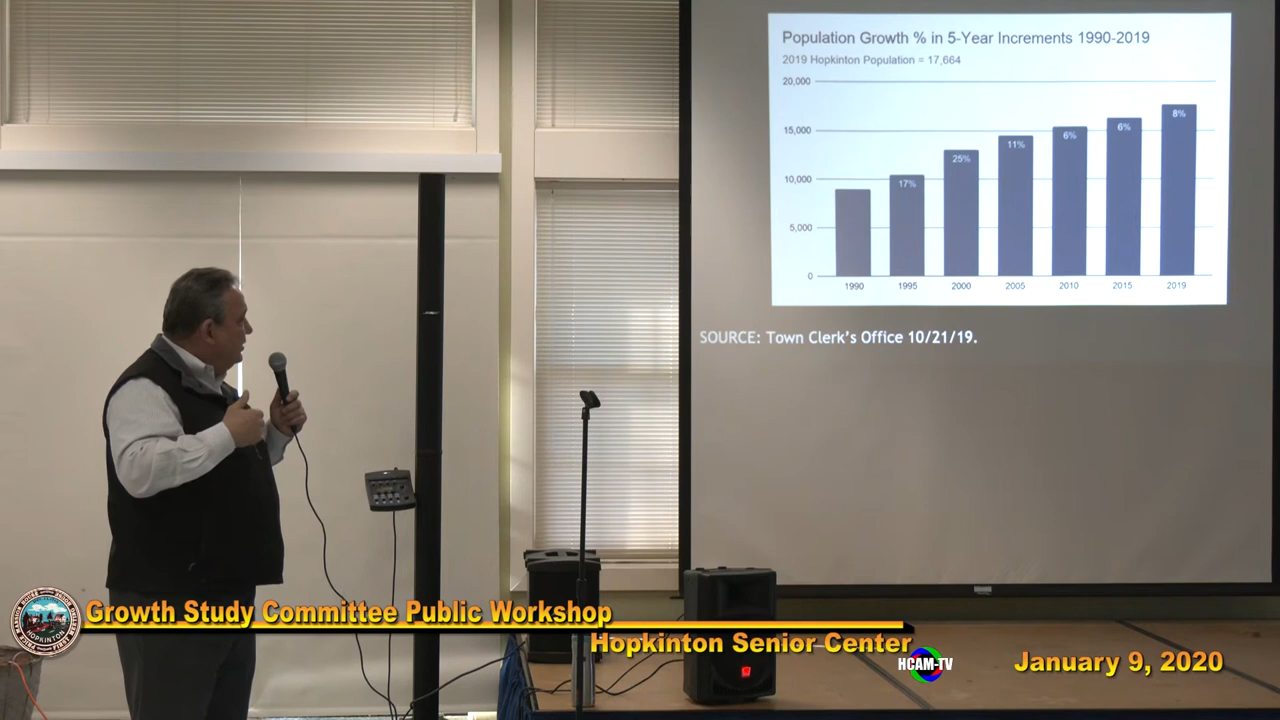 Population Growth % in 5-Year Increments 1990-2019
2019 Hopkinton Population = 17,664
20,000
15,000
10,000
5,000
0
17%
25%
11%
6%
6%
8%
1990 1995 2000 2005 2010 2015 2019
SOURCE: Town Clerk's Office 10/21/19.
Growth Study Committee Public Workshop
Hopkinton Senior Center
HCAM-TV
January 9, 2020
HOPKINTON